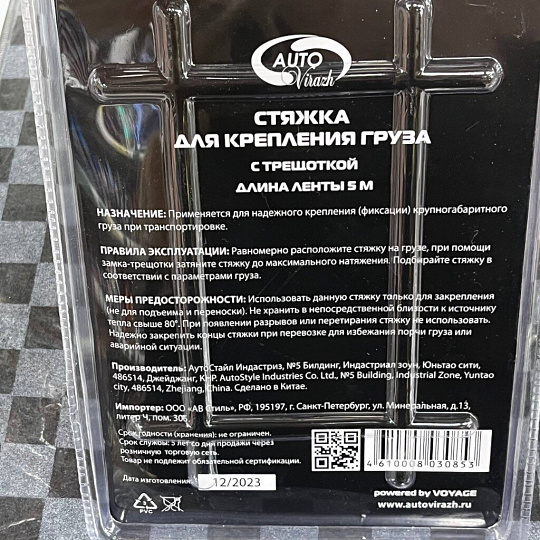 AUTO
Virazh
СТЯЖКА
ДЛЯ КРЕПЛЕНИЯ ГРУЗА
С ТРЕЩОТКОЙ
ДЛИНА ЛЕНТЫ 5 М
НАЗНАЧЕНИЕ: Применяется для надежного крепления (фиксации) крупногабаритного
груза при транспортировке.
ПРАВИЛА ЭКСПЛУАТАЦИИ: Равномерно расположите стяжку на грузе, при помощи
замка-трещотки затяните стяжку до максимального натяжения. Подбирайте стяжку в
соответствии с параметрами груза.
МЕРЫ ПРЕДОСТОРОЖНОСТИ: Использовать данную стяжку только для закрепления
(не для подъема и переноски). Не хранить в непосредственной близости к источнику
тепла свыше 80°. При появлении разрывов или перетирания стяжку не использовать.
Надежно закрепить концы стяжки при перевозке для избежания порчи груза или
аварийной ситуации.
Производитель: АутоСтайл Индастриз, №5 Билдинг, Индастриал зоун, Юньтао сити,
486514, Джейджанг, КНР. AutoStyle Industries Co. Ltd., №5 Building, Industrial Zone, Yuntao
city, 486514, Zhejiang, China. Сделано в Китае.
Импортер: ООО «АВ Стиль», РФ, 195197, г. Санкт-Петербург, ул. Минеральная, д.13,
литер Ч, пом. 305
Срок годности (хранения): не ограничен.
Срок службы: 5 лет со дня продажи через
розничную торговую сеть.
Товар не подлежит обязательной сертификации.
Дата изготовления: 12/2023
4 610008 030853
3
PVC
powered by VOYAGE
www.autovirazh.ru